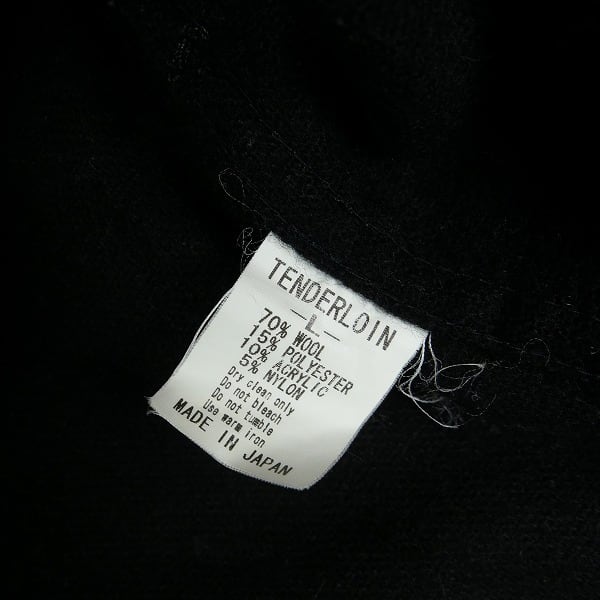 TENDERLOIN
-L-
70% WOOL
15% POLYESTER
10% ACRYLIC
5% NYLON
Dry clean only
Do not bleach
Do not tumble
Use warm iron
MADE IN JAPAN